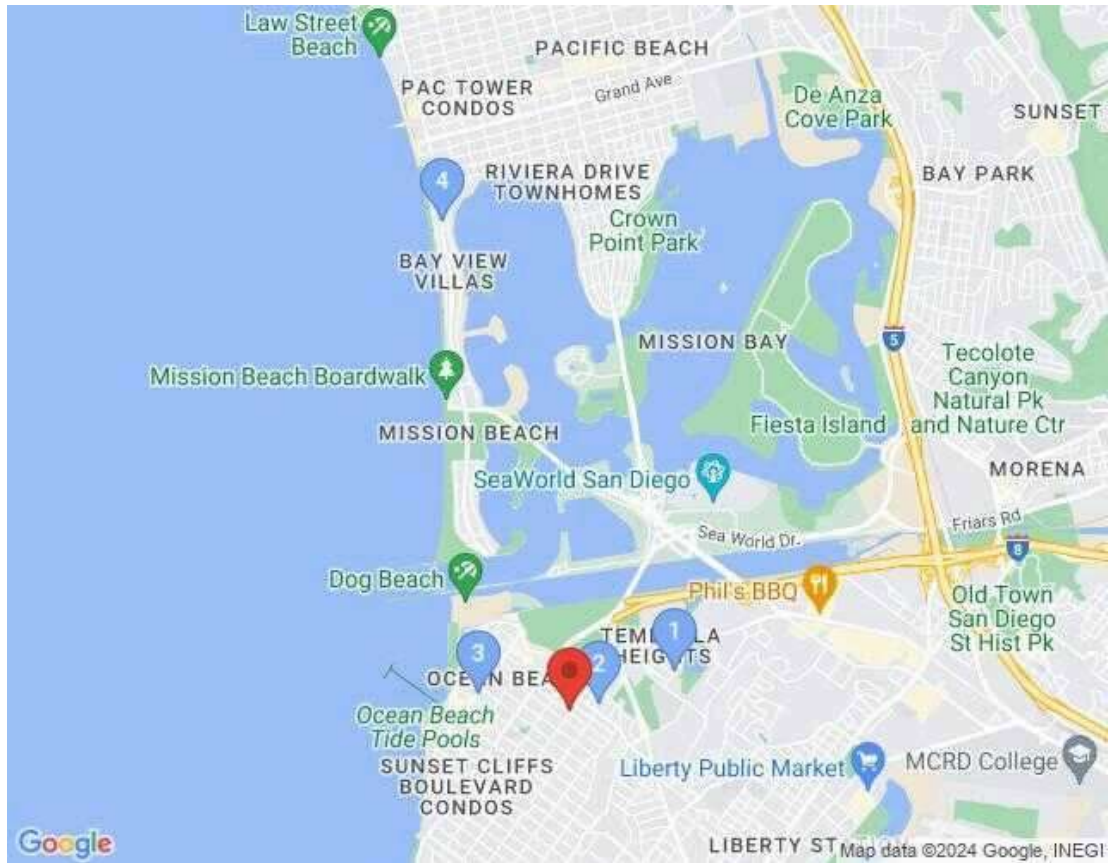 Law Street
Beach
PACIFIC BEACH
PAC TOWER
CONDOS
Grand Ave
De Anza
Cove Park
SUNSET
BAY PARK
4
RIVIERA DRIVE
TOWNHOMES
Crown
Point Park
BAY VIEW
VILLAS
MISSION BAY
5
Tecolote
Canyon
Natural Pk
and Nature Ctr
Mission Beach Boardwalk
Fiesta Island
MISSION BEACH
MORENA
SeaWorld San Diego
Sea World Dr.
Friars Rd
8
Dog Beach
Phil's BBQ
Old Town
San Diego
St Hist Pk
1
HEIGHTS
3
2
OCEAN
Ocean Beach
Tide Pools
SUNSET CLIFFS
BOULEVARD
CONDOS
Liberty Public Market
MCRD College
LIBERTY
Google
Map data ©2024 Google, INEGI